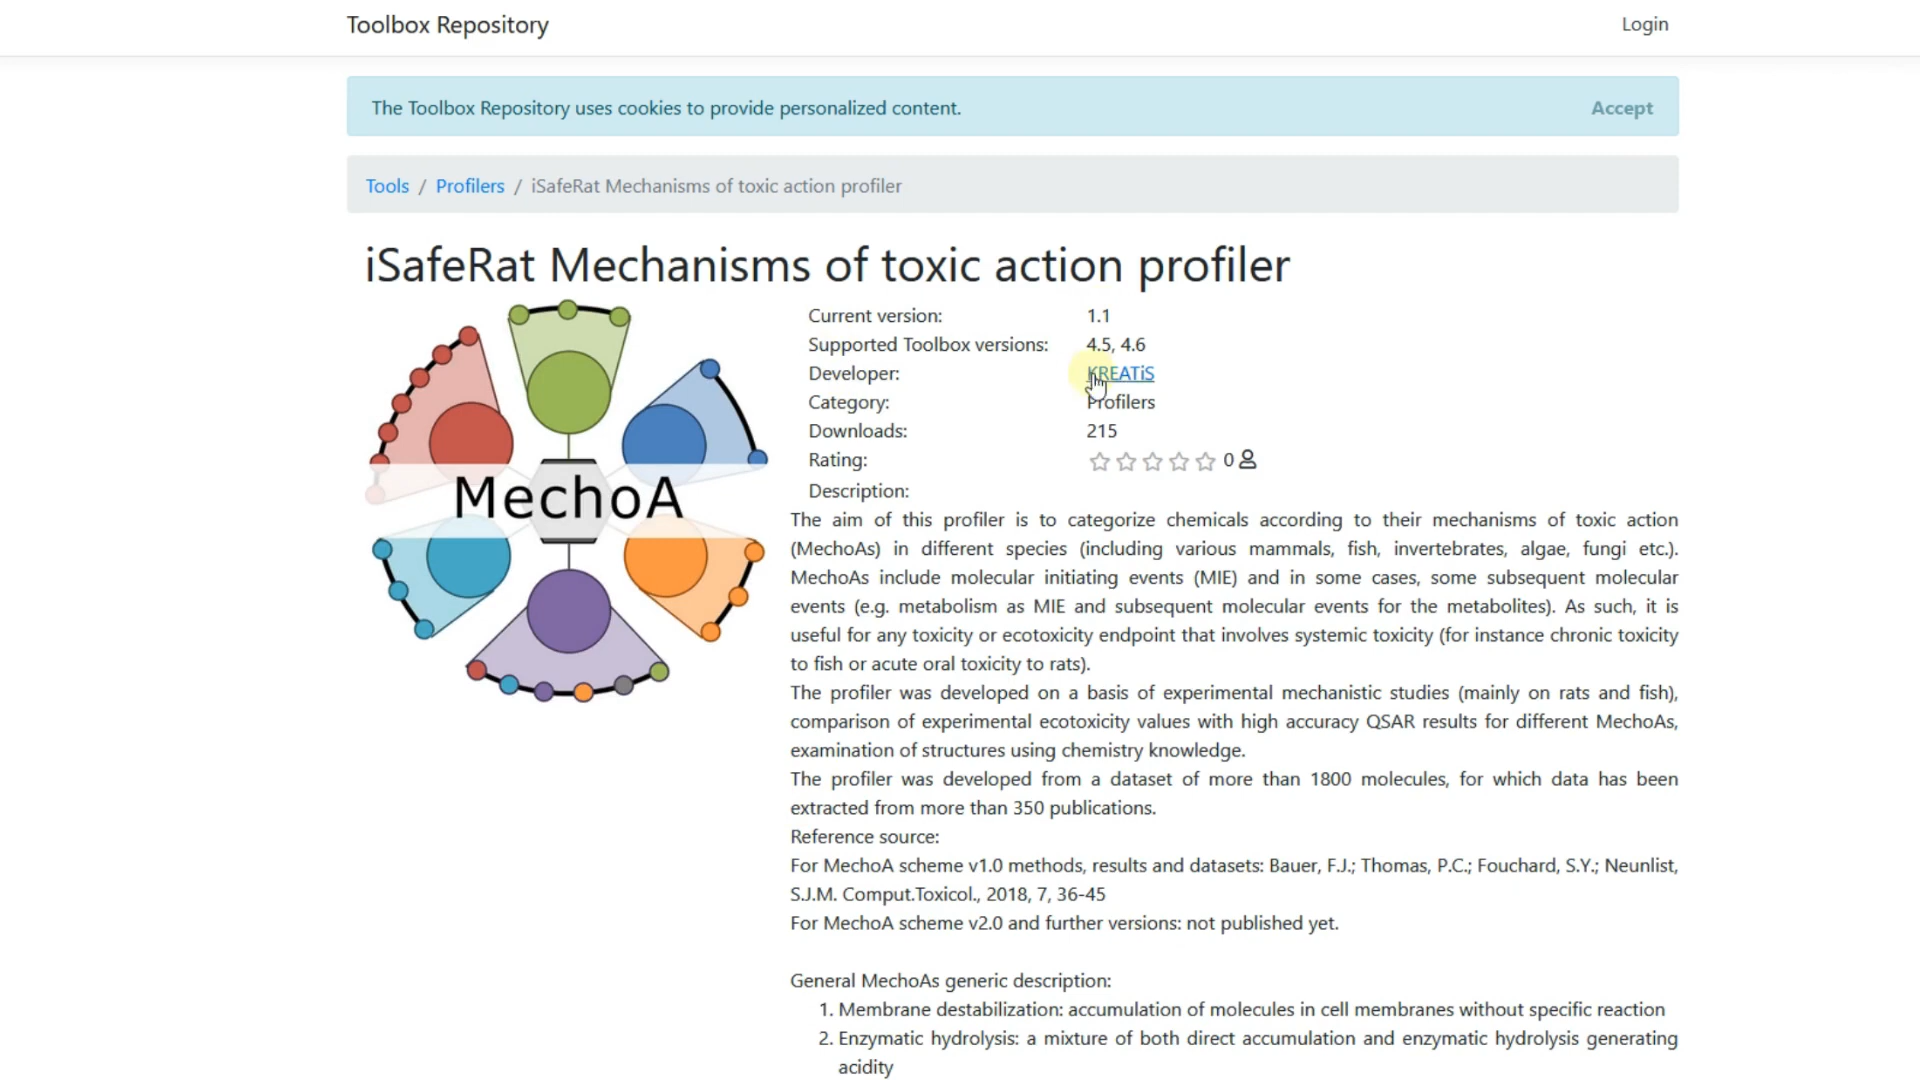 Toolbox Repository
Login
The Toolbox Repository uses cookies to provide personalized content.
Accept
Tools / Profilers / iSafeRat Mechanisms of toxic action profiler
iSafeRat Mechanisms of toxic action profiler
MechoA
Current version: 1.1
Supported Toolbox versions: 4.5, 4.6
Developer: KREATiS
Category: Profilers
Downloads: 215
Rating: 0
Description:
The aim of this profiler is to categorize chemicals according to their mechanisms of toxic action
(MechoAs) in different species (including various mammals, fish, invertebrates, algae, fungi etc.).
MechoAs include molecular initiating events (MIE) and in some cases, some subsequent molecular
events (e.g. metabolism as MIE and subsequent molecular events for the metabolites). As such, it is
useful for any toxicity or ecotoxicity endpoint that involves systemic toxicity (for instance chronic toxicity
to fish or acute oral toxicity to rats).
The profiler was developed on a basis of experimental mechanistic studies (mainly on rats and fish),
comparison of experimental ecotoxicity values with high accuracy QSAR results for different MechoAs,
examination of structures using chemistry knowledge.
The profiler was developed from a dataset of more than 1800 molecules, for which data has been
extracted from more than 350 publications.
Reference source:
For MechoA scheme v1.0 methods, results and datasets: Bauer, F.J.; Thomas, P.C.; Fouchard, S.Y.; Neunlist,
S.J.M. Comput.Toxicol., 2018, 7, 36-45
For MechoA scheme v2.0 and further versions: not published yet.
General MechoAs generic description:
1. Membrane destabilization: accumulation of molecules in cell membranes without specific reaction
2. Enzymatic hydrolysis: a mixture of both direct accumulation and enzymatic hydrolysis generating
acidity